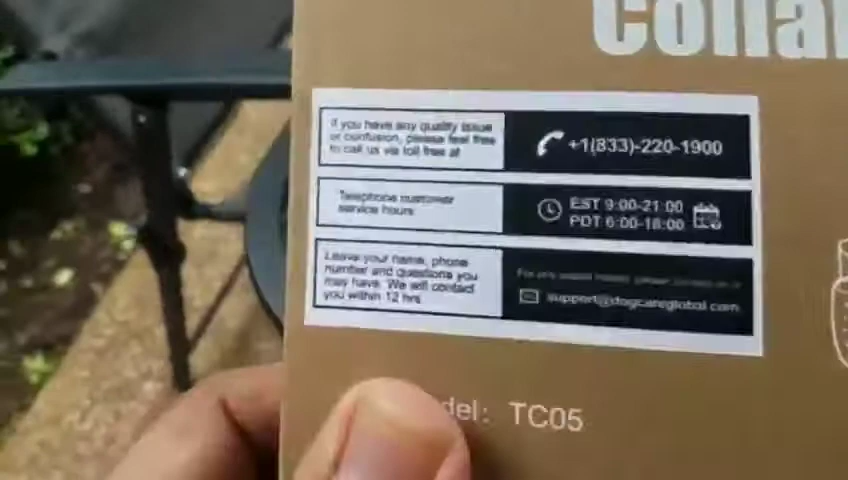 Collar
If you have any quality issue
or confusion, please feel free
to call us via toll free at
+1(833)-220-1900
Telephone customer
service hours
EST 9:00-21:00
PDT 6:00-18:00
Leave your name, phone
number and questions you
may have. We will contact
you within 12 hrs
support@dogcareglobal.com
del: TC05